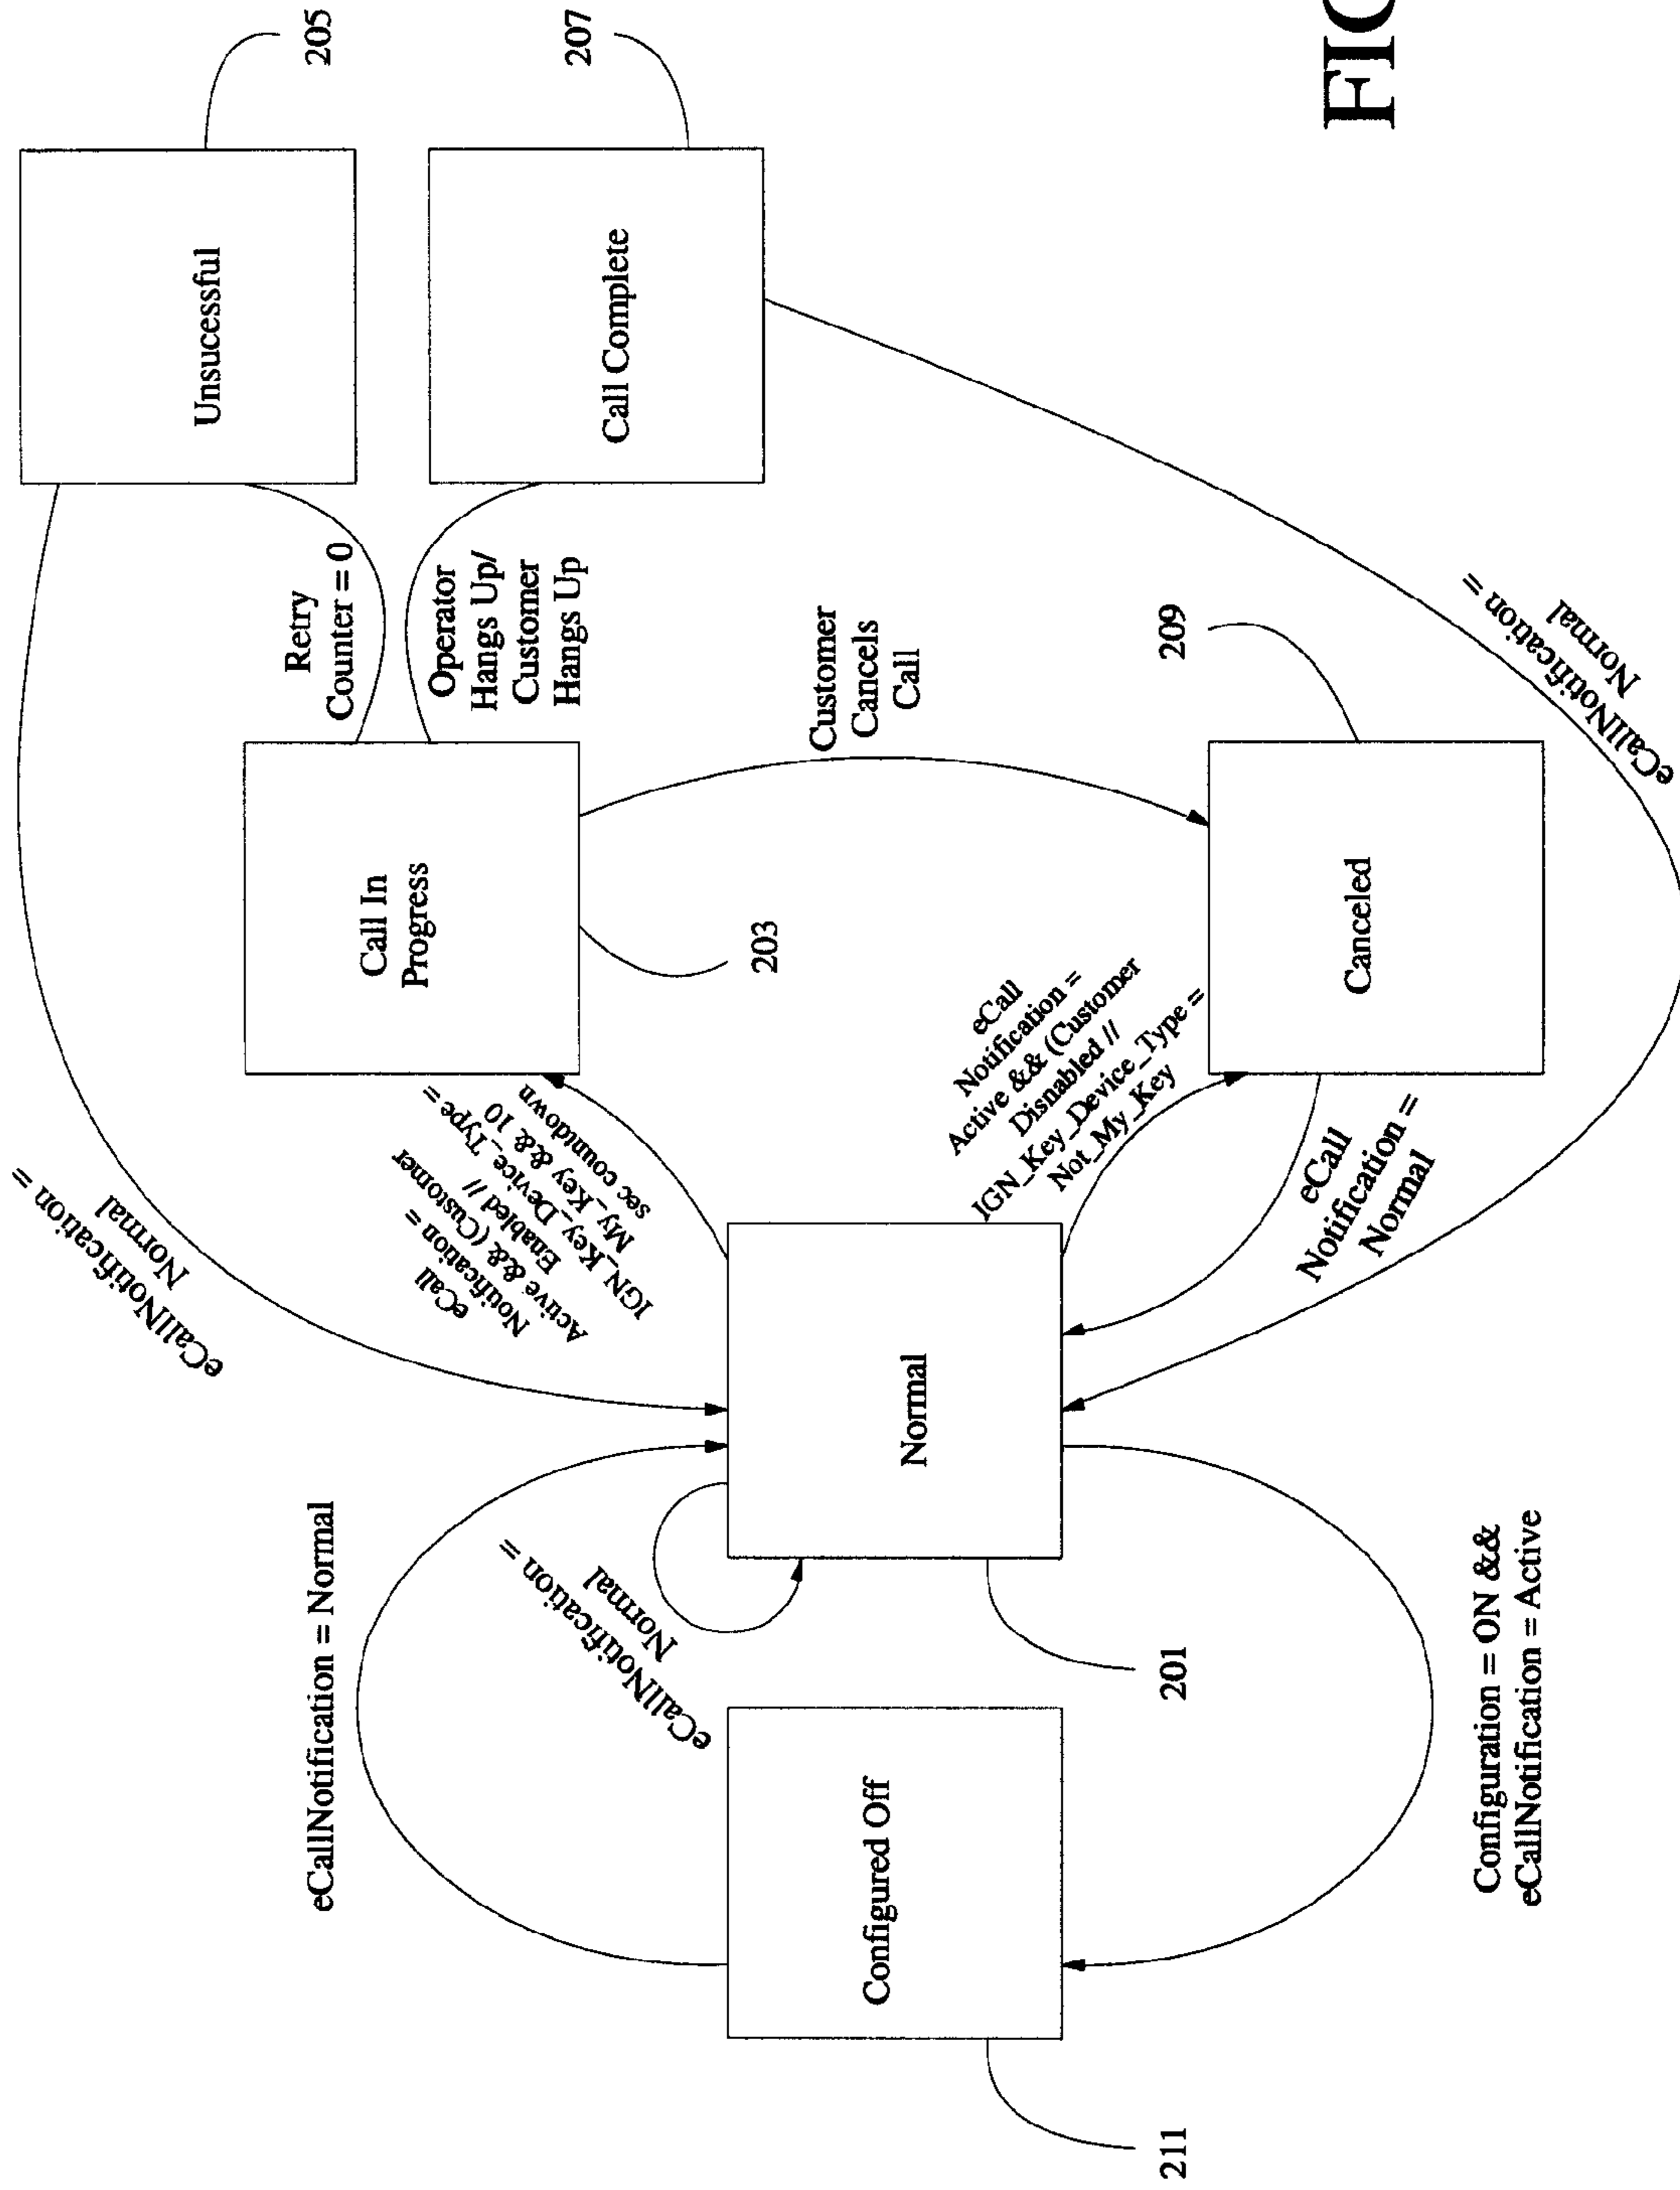 Unsucessful
205
Call Complete
207
Retry
Counter = 0
Operator
Hangs Up/
Customer
Hangs Up
Call In
Progress
203
Customer
Cancels
Call
Canceled
209
eCallNotification =
Normal
eCall
Notification =
Active && (Customer
Enabled //
IGN_Key_Device_Type =
My_Key && 10
sec countdown
eCall
Notification =
Active && (Customer
Disnabled //
IGN_Key_Device_Type =
Not_My_Key
eCall
Notification =
Normal
eCallNotification =
Normal
Normal
201
eCallNotification = Normal
eCallNotification =
Normal
Configured Off
211
Configuration = ON &&
eCallNotification = Active